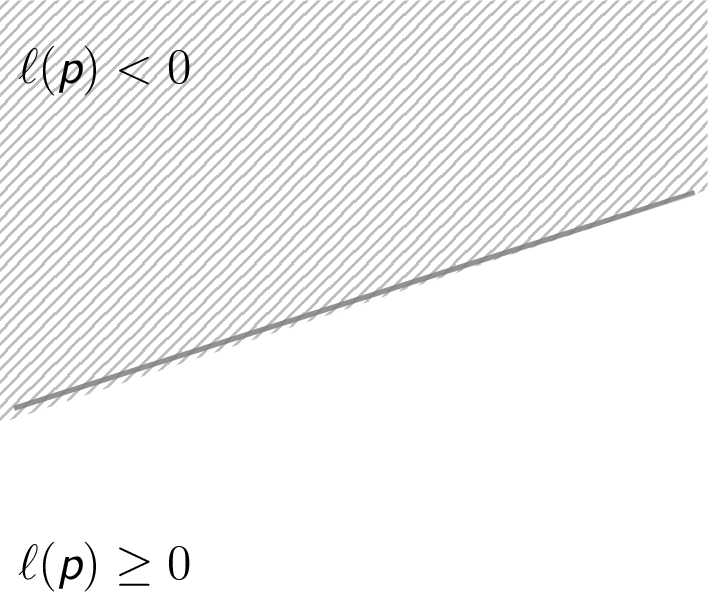 ℓ(p) < 0
ℓ(p) ≥ 0